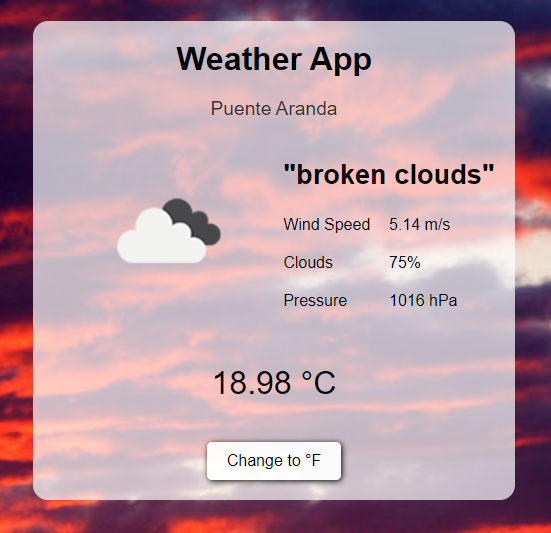 Weather App
Puente Aranda
"broken clouds"
Wind Speed 5.14 m/s
Clouds 75%
Pressure 1016 hPa
18.98 °C
Change to °F